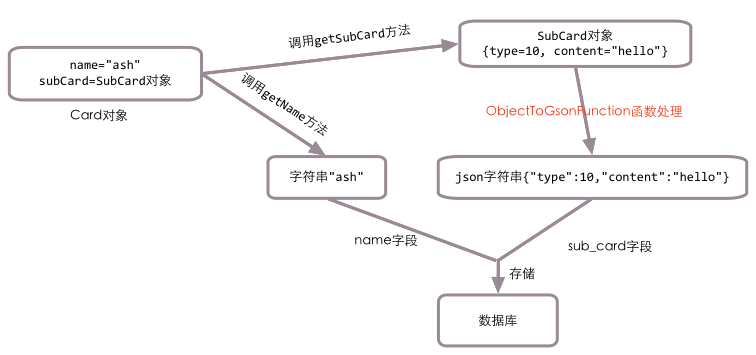 name="ash"
subCard=SubCard对象
Card对象
调用getSubCard方法
SubCard对象
{type=10, content="hello"}
调用getName方法
ObjectToGsonFunction函数处理
字符串"ash"
json字符串{"type":10,"content":"hello"}
name字段
sub_card字段
存储
数据库